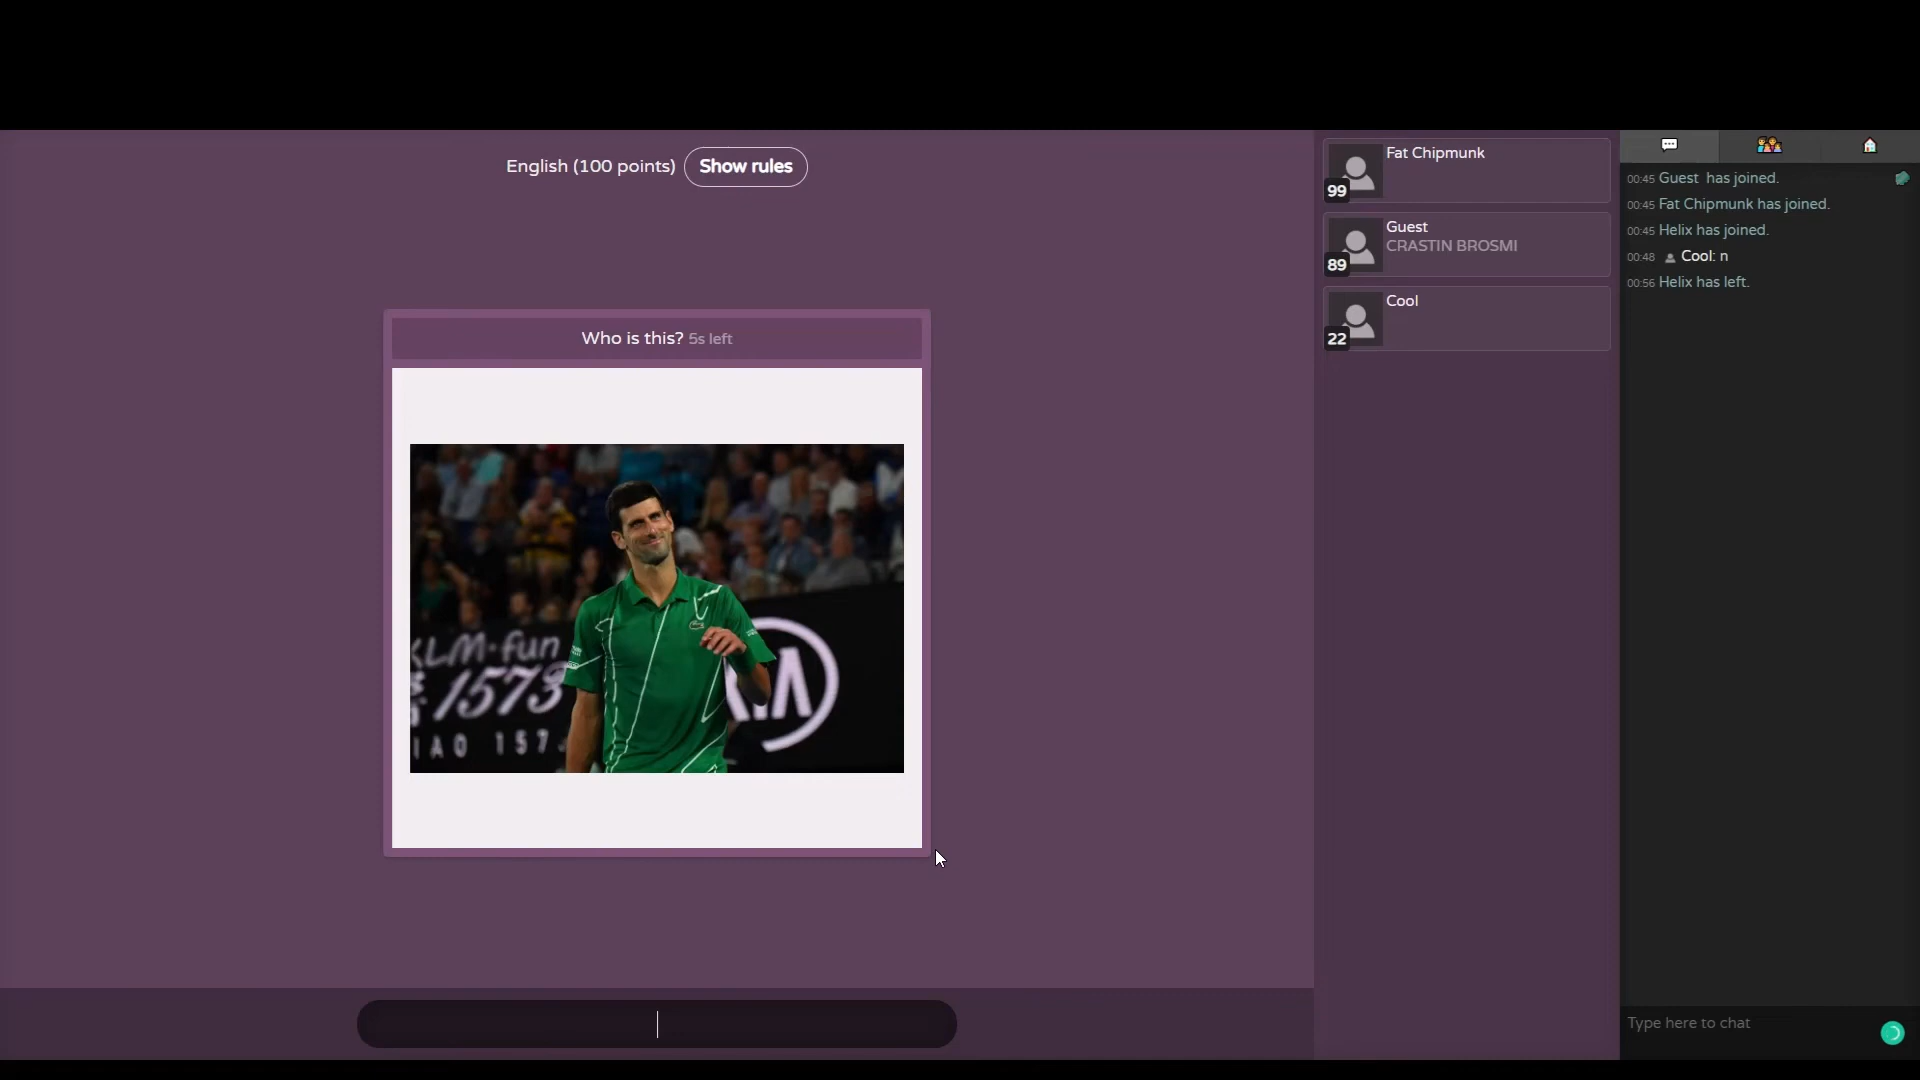 English (100 points) Show rules
Who is this? 5s left
KLM-fun
1573
IAO 157
KIA
99 Fat Chipmunk
89 Guest
CRASTIN BROSMI
22 Cool
00:45 Guest has joined.
00:45 Fat Chipmunk has joined.
00:45 Helix has joined.
00:48 Cool: n
00:56 Helix has left.
Type here to chat